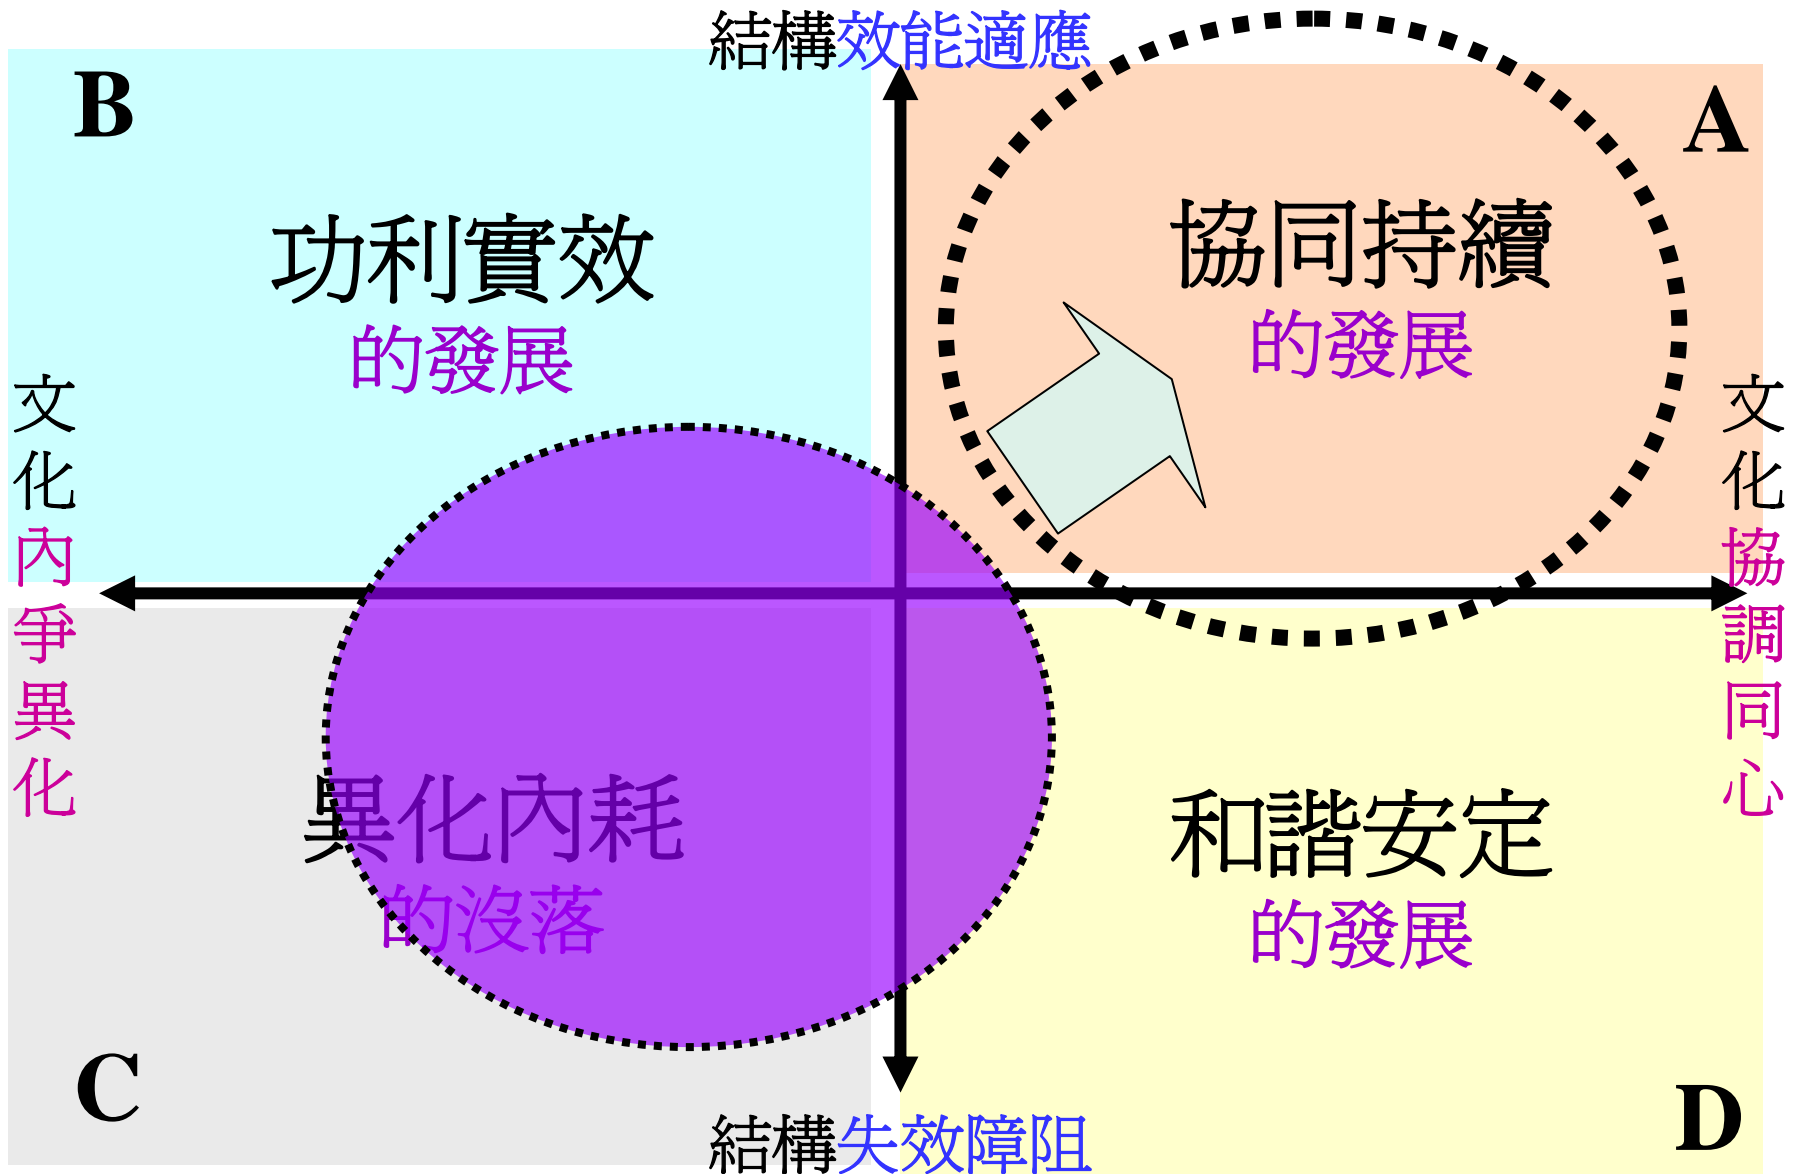 結構效能適應
B
A
功利實效
的發展
協同持續
的發展
文化內爭異化
文化協調同心
異化內耗
的沒落
和諧安定
的發展
C
D
結構失效障阻